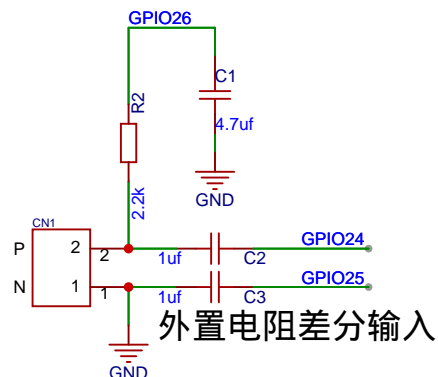 GPIO26
C1
R2
4.7uf
GND
2.2k
CN1
P 2 2 1uf C2 GPIO24
N 1 1 1uf C3 GPIO25
外置电阻差分输入
GND